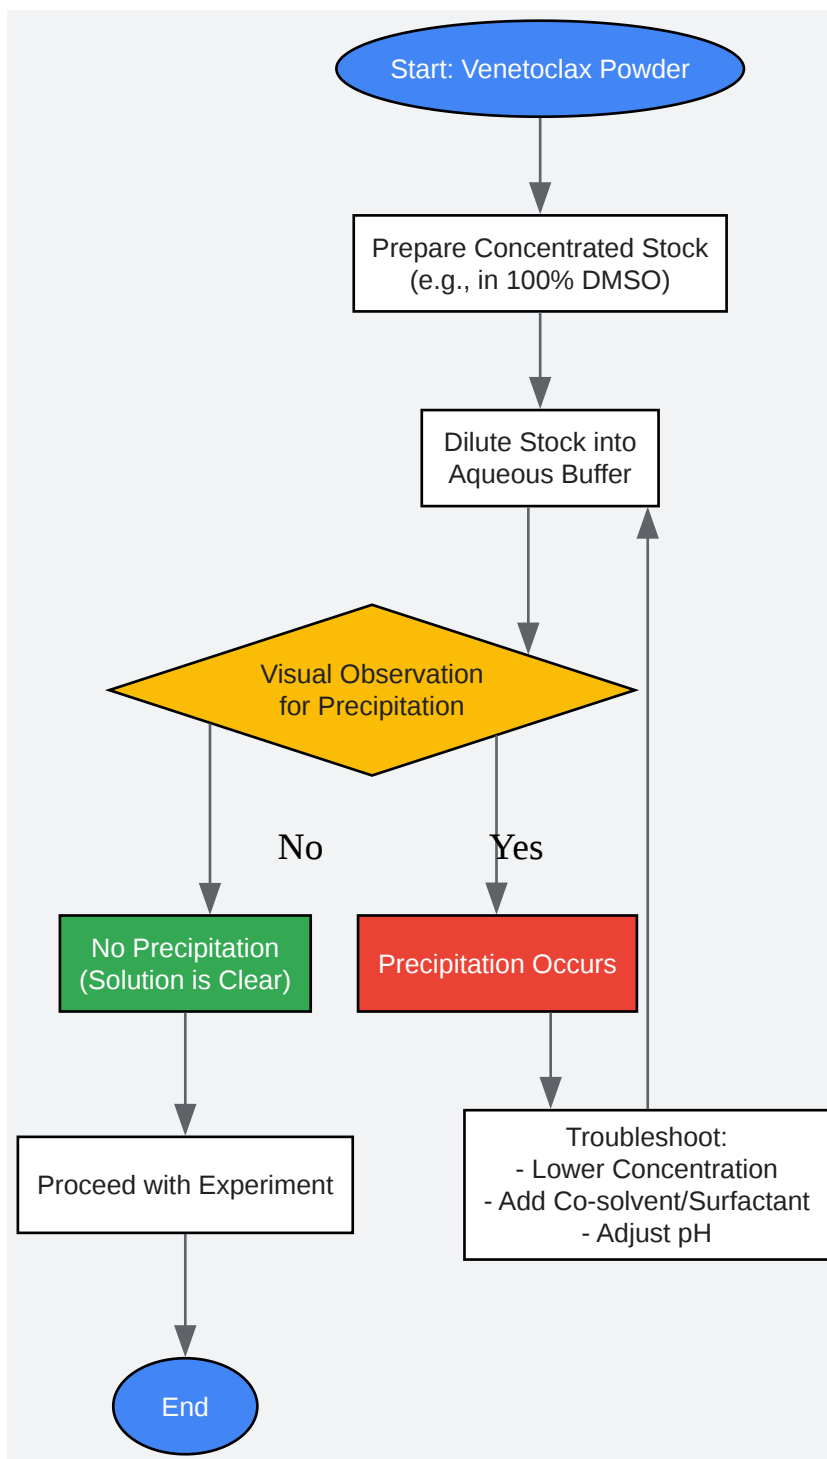 Start: Venetoclax Powder
Prepare Concentrated Stock
(e.g., in 100% DMSO)
Dilute Stock into
Aqueous Buffer
Visual Observation
for Precipitation
No
Yes
No Precipitation
(Solution is Clear)
Precipitation Occurs
Troubleshoot:
- Lower Concentration
- Add Co-solvent/Surfactant
- Adjust pH
Proceed with Experiment
End